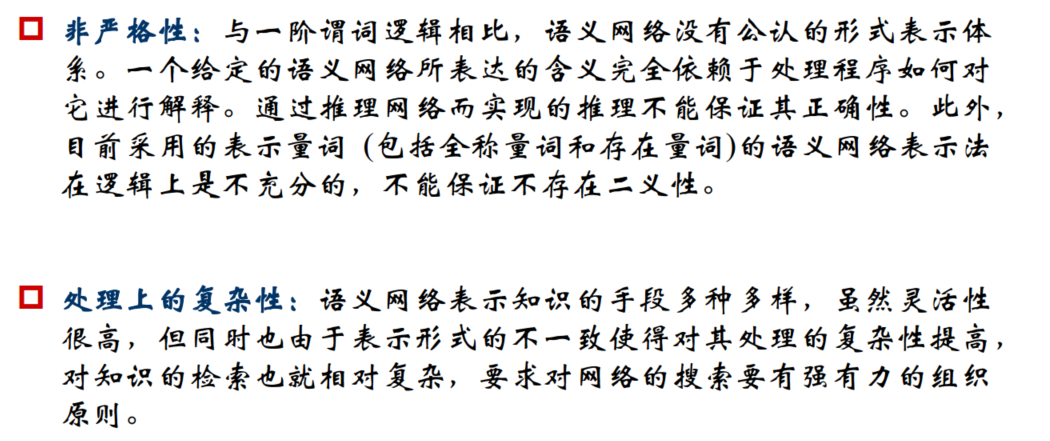 非严格性：与一阶谓词逻辑相比，语义网络没有公认的形式表示体
系。一个给定的语义网络所表达的含义完全依赖于处理程序如何对
它进行解释。通过推理网络而实现的推理不能保证其正确性。此外，
目前采用的表示量词 (包括全称量词和存在量词)的语义网络表示法
在逻辑上是不充分的，不能保证不存在二义性。
处理上的复杂性：语义网络表示知识的手段多种多样，虽然灵活性
很高，但同时也由于表示形式的不一致使得对其处理的复杂性提高，
对知识的检索也就相对复杂，要求对网络的搜索要有强有力的组织
原则。